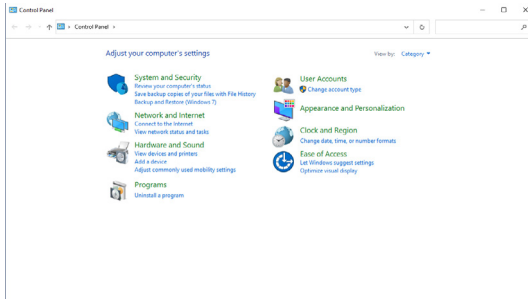 Control Panel
Control Panel
Adjust your computer's settings
View by: Category
System and Security
Review your computer's status
Save backup copies of your files with File History
Backup and Restore (Windows 7)
Network and Internet
Connect to the Internet
View network status and tasks
Hardware and Sound
View devices and printers
Add a device
Adjust commonly used mobility settings
Programs
Uninstall a program
User Accounts
Change account type
Appearance and Personalization
Clock and Region
Change date, time, or number formats
Ease of Access
Let Windows suggest settings
Optimize visual display